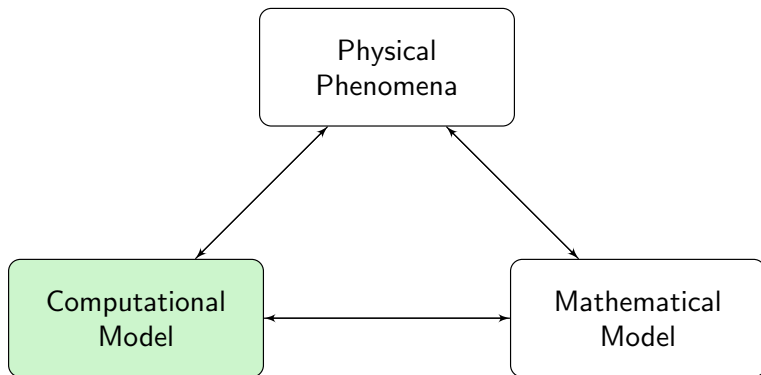 Physical
Phenomena
Computational
Model
Mathematical
Model